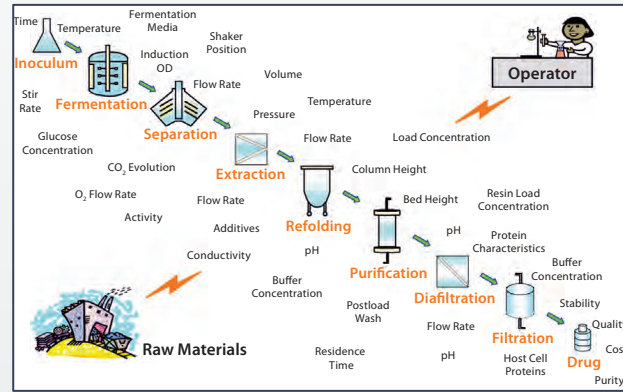 Time
Temperature
Fermentation
Media
Inoculum
Induction
OD
Shaker
Position
Operator
Stir
Rate
Fermentation
Flow Rate
Volume
Separation
Temperature
Pressure
Glucose
Concentration
Flow Rate
Load Concentration
Extraction
CO₂ Evolution
Column Height
O₂ Flow Rate
Flow Rate
Bed Height
Resin Load
Concentration
Activity
Additives
Refolding
pH
Protein
Characteristics
Conductivity
pH
Purification
Buffer
Concentration
Buffer
Concentration
Diafiltration
Postload
Wash
Stability
Flow Rate
Quality
Filtration
Raw Materials
Residence
Time
pH
Host Cell
Proteins
Drug
Purity